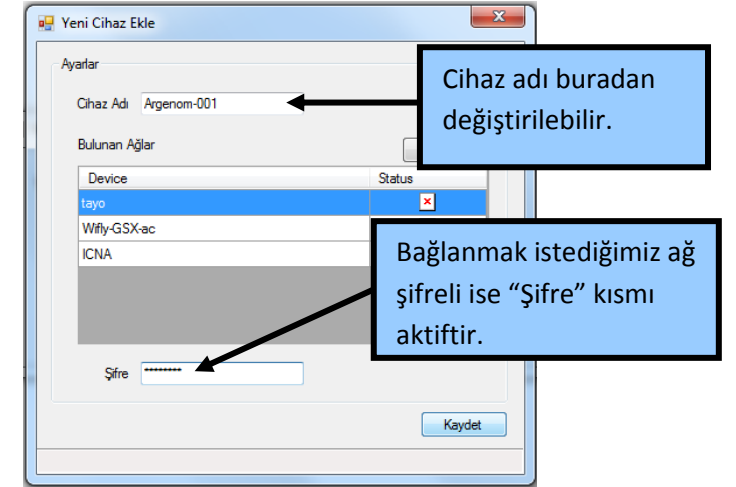 Yeni Cihaz Ekle
Ayarlar
Cihaz adı buradan
değiştirilebilir.
Cihaz Adı Argenom-001
Bulunan Ağlar
Device Status
tayo
Wifly-GSX-ac
ICNA
Bağlanmak istediğimiz ağ
şifreli ise “Şifre” kısmı
aktiftir.
Şifre ********
Kaydet